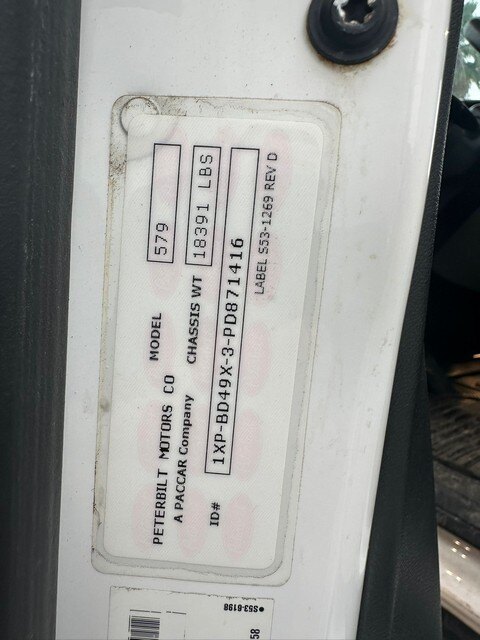 PETERBILT MOTORS CO MODEL 579
A PACCAR Company CHASSIS WT 18391 LBS
ID# 1XP-BD49X-3-PD871416
LABEL S53-1269 REV D
●S53-6198
58